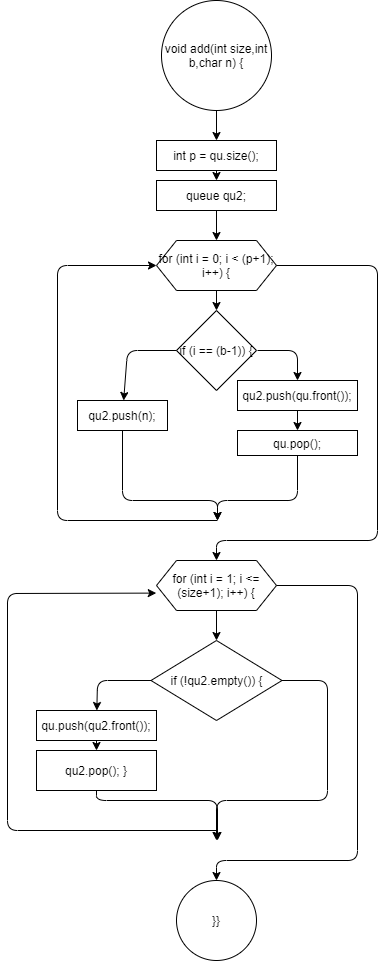 void add(int size,int
b,char n) {
int p = qu.size();
queue qu2;
for (int i = 0; i < (p+1);
i++) {
if (i == (b-1)) {
qu2.push(n);
qu2.push(qu.front());
qu.pop();
for (int i = 1; i <=
(size+1); i++) {
if (!qu2.empty()) {
qu.push(qu2.front());
qu2.pop(); }
}}